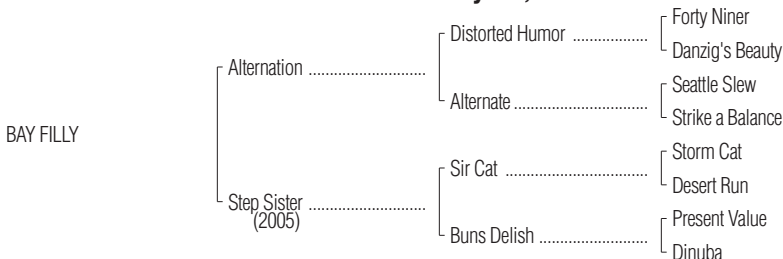 Forty Niner
Distorted Humor ....................
Danzig's Beauty
Alternation ..............................
Seattle Slew
Alternate ..................................
Strike a Balance
BAY FILLY
Storm Cat
Sir Cat ....................................
Desert Run
Step Sister ..............................
(2005)
Present Value
Buns Delish ............................
Dinuba